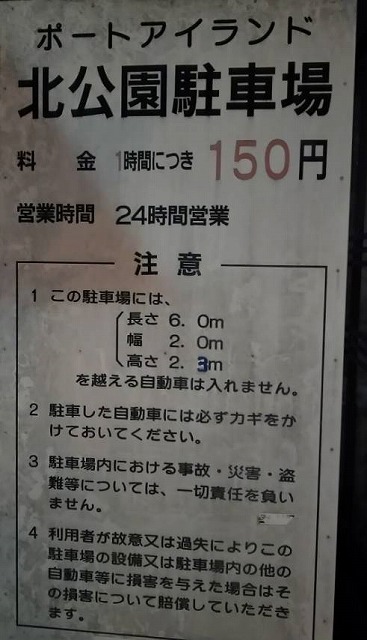 ポートアイランド
北公園駐車場
料 金 1時間につき 150円
営業時間 24時間営業
注意
1 この駐車場には、
長さ 6.0m
幅 2.0m
高さ 2.3m
を越える自動車は入れません。
2 駐車した自動車には必ずカギをか
けておいてください。
3 駐車場内における事故・災害・盗
難等については、一切責任を負い
ません。
4 利用者が故意又は過失によりこの
駐車場の設備又は駐車場内の他の
自動車等に損害を与えた場合はそ
の損害について賠償していただき
ます。